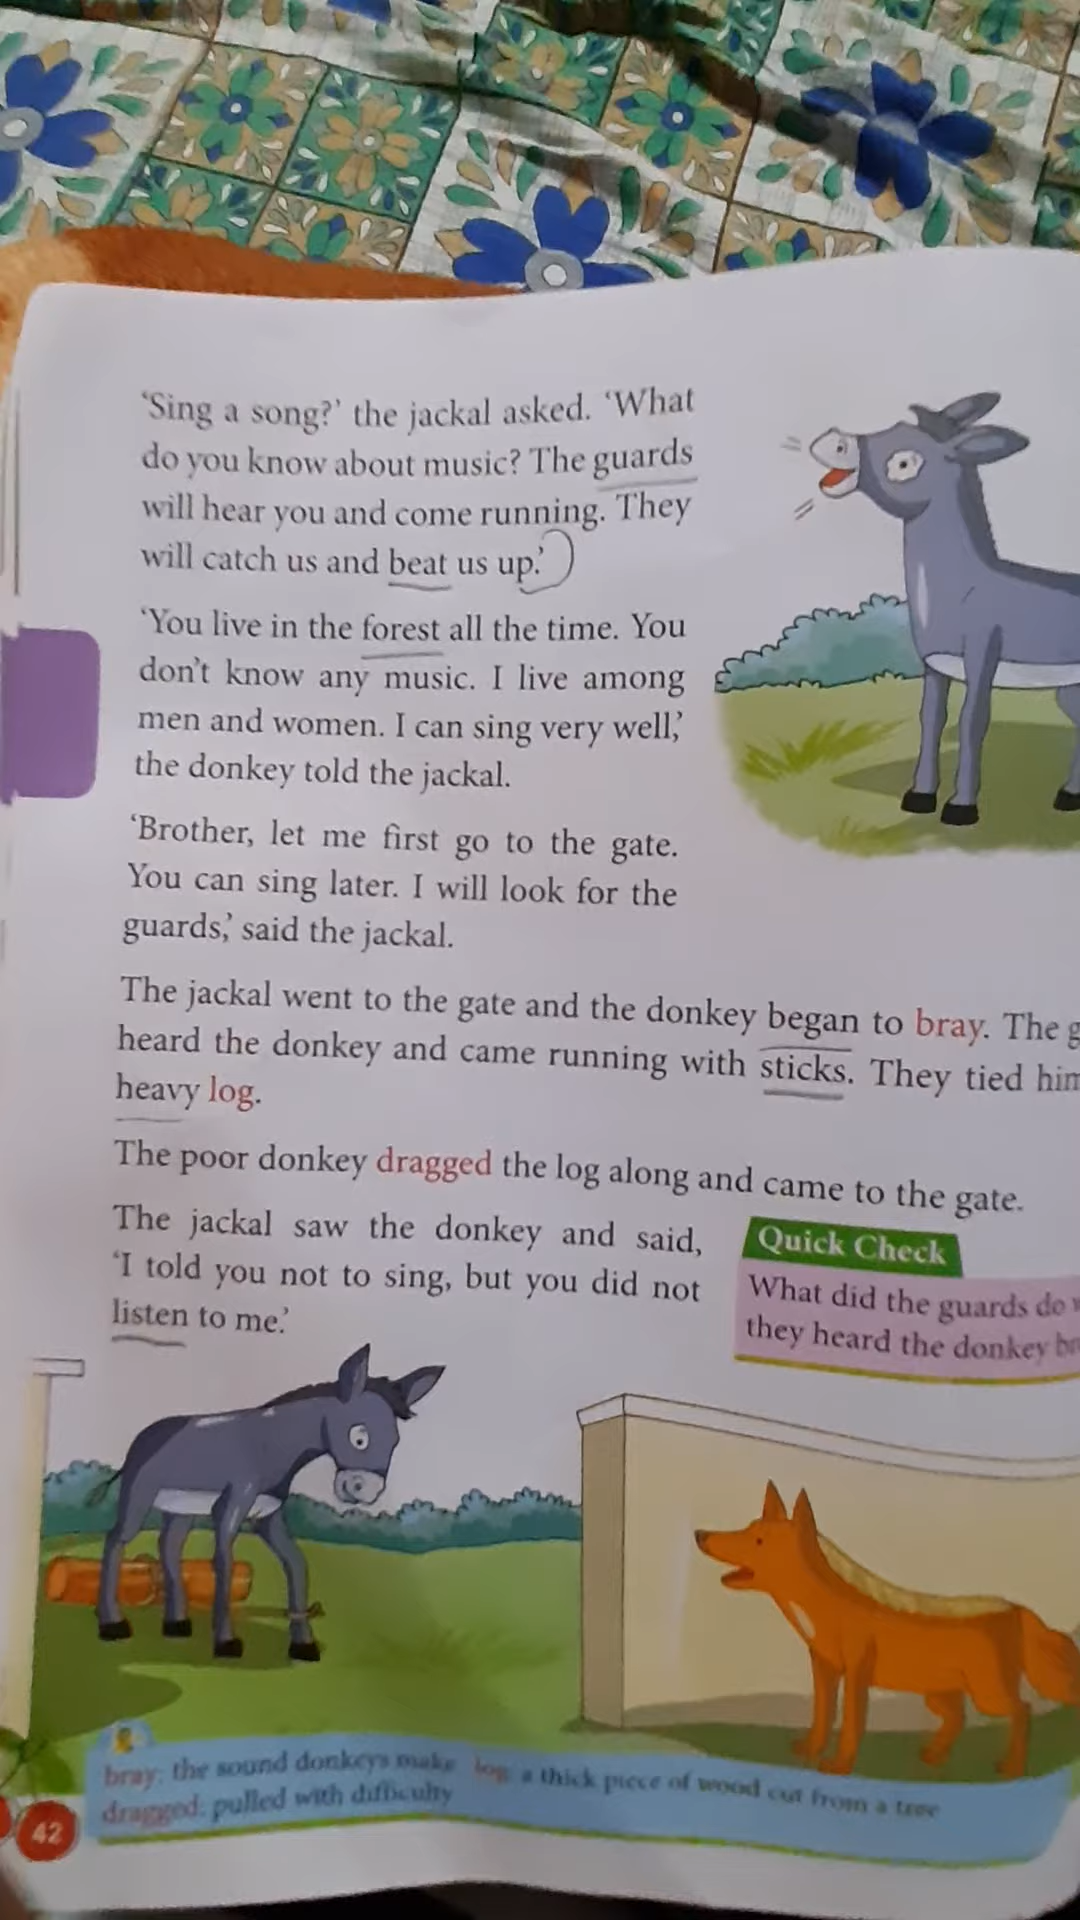 ‘Sing a song?’ the jackal asked. ‘What
do you know about music? The guards
will hear you and come running. They
will catch us and beat us up.’
‘You live in the forest all the time. You
don’t know any music. I live among
men and women. I can sing very well,’
the donkey told the jackal.
‘Brother, let me first go to the gate.
You can sing later. I will look for the
guards,’ said the jackal.
The jackal went to the gate and the donkey began to bray. The
heard the donkey and came running with sticks. They tied
heavy log.
The poor donkey dragged the log along and came to the gate.
The jackal saw the donkey and said,
‘I told you not to sing, but you did not
listen to me.’
Quick Check
What did the guards do
they heard the donkey
bray: the sound donkeys make log: a thick piece of wood cut from a tree
dragged: pulled with difficulty
42